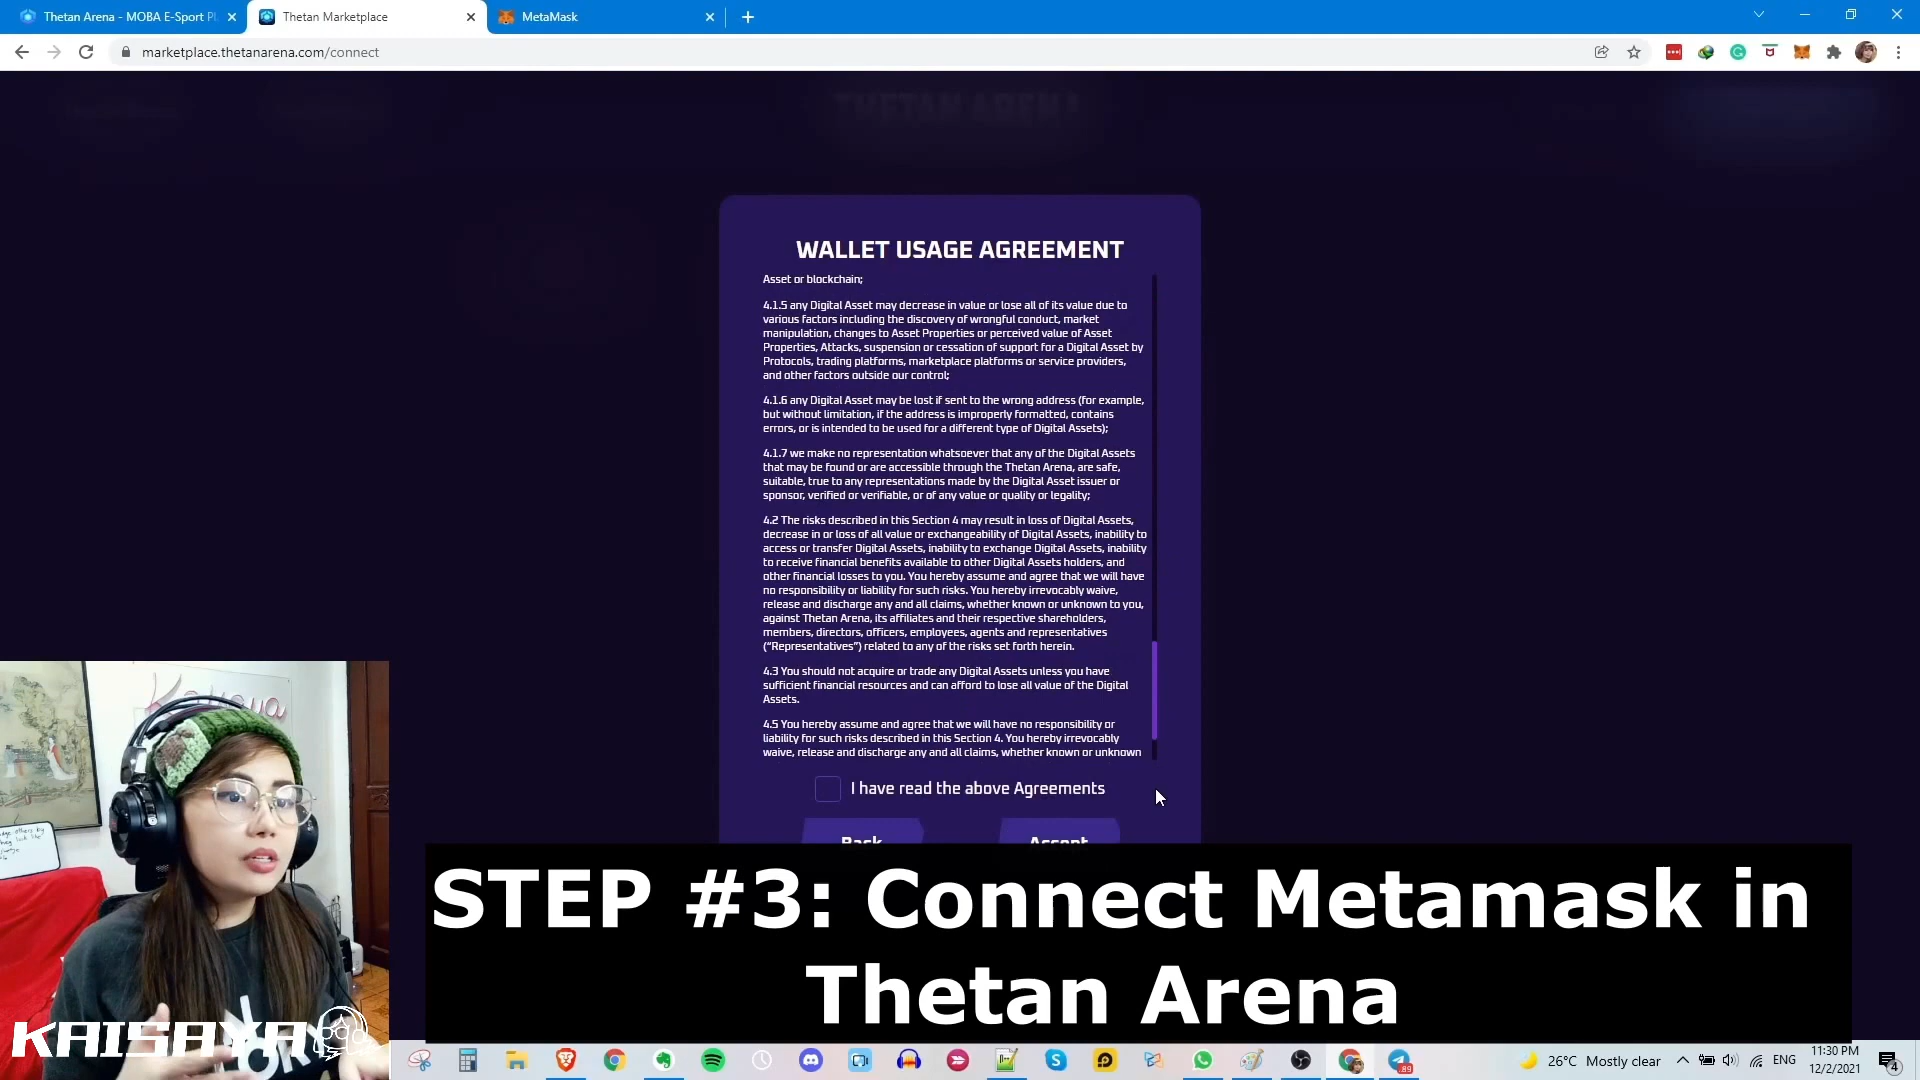 Thetan Arena - MOBA E-Sport Pl
Thetan Marketplace
MetaMask
marketplace.thetanarena.com/connect
THETAN ARENA
WALLET USAGE AGREEMENT
Asset or blockchain;
4.1.5 any Digital Asset may decrease in value or lose all of its value due to
various factors including the discovery of wrongful conduct, market
manipulation, changes to Asset Properties or perceived value of Asset
Properties, Attacks, suspension or cessation of support for a Digital Asset by
Protocols, trading platforms, marketplace platforms or service providers,
and other factors outside our control;
4.1.6 any Digital Asset may be lost if sent to the wrong address (for example,
but without limitation, if the address is improperly formatted, contains
errors, or is intended to be used for a different type of Digital Assets);
4.1.7 we make no representation whatsoever that any of the Digital Assets
that may be found or are accessible through the Thetan Arena, are safe,
suitable, true to any representations made by the Digital Asset issuer or
sponsor, verified or verifiable, or of any value or quality or legality;
4.2 The risks described in this Section 4 may result in loss of Digital Assets,
decrease in or loss of all value or exchangeability of Digital Assets, inability to
access or transfer Digital Assets, inability to exchange Digital Assets, inability
to receive financial benefits available to other Digital Assets holders, and
other financial losses to you. You hereby assume and agree that we will have
no responsibility or liability for such risks. You hereby irrevocably waive,
release and discharge any and all claims, whether known or unknown to you,
against Thetan Arena, its affiliates and their respective shareholders,
members, directors, officers, employees, agents and representatives
(“Representatives”) related to any of the risks set forth herein.
4.3 You should not acquire or trade any Digital Assets unless you have
sufficient financial resources and can afford to lose all value of the Digital
Assets.
4.5 You hereby assume and agree that we will have no responsibility or
liability for such risks described in this Section 4. You hereby irrevocably
waive, release and discharge any and all claims, whether known or unknown
I have read the above Agreements
Back
Accept
STEP #3: Connect Metamask in
Thetan Arena
KAISAYA
26°C Mostly clear
ENG
11:30 PM
12/2/2021
4